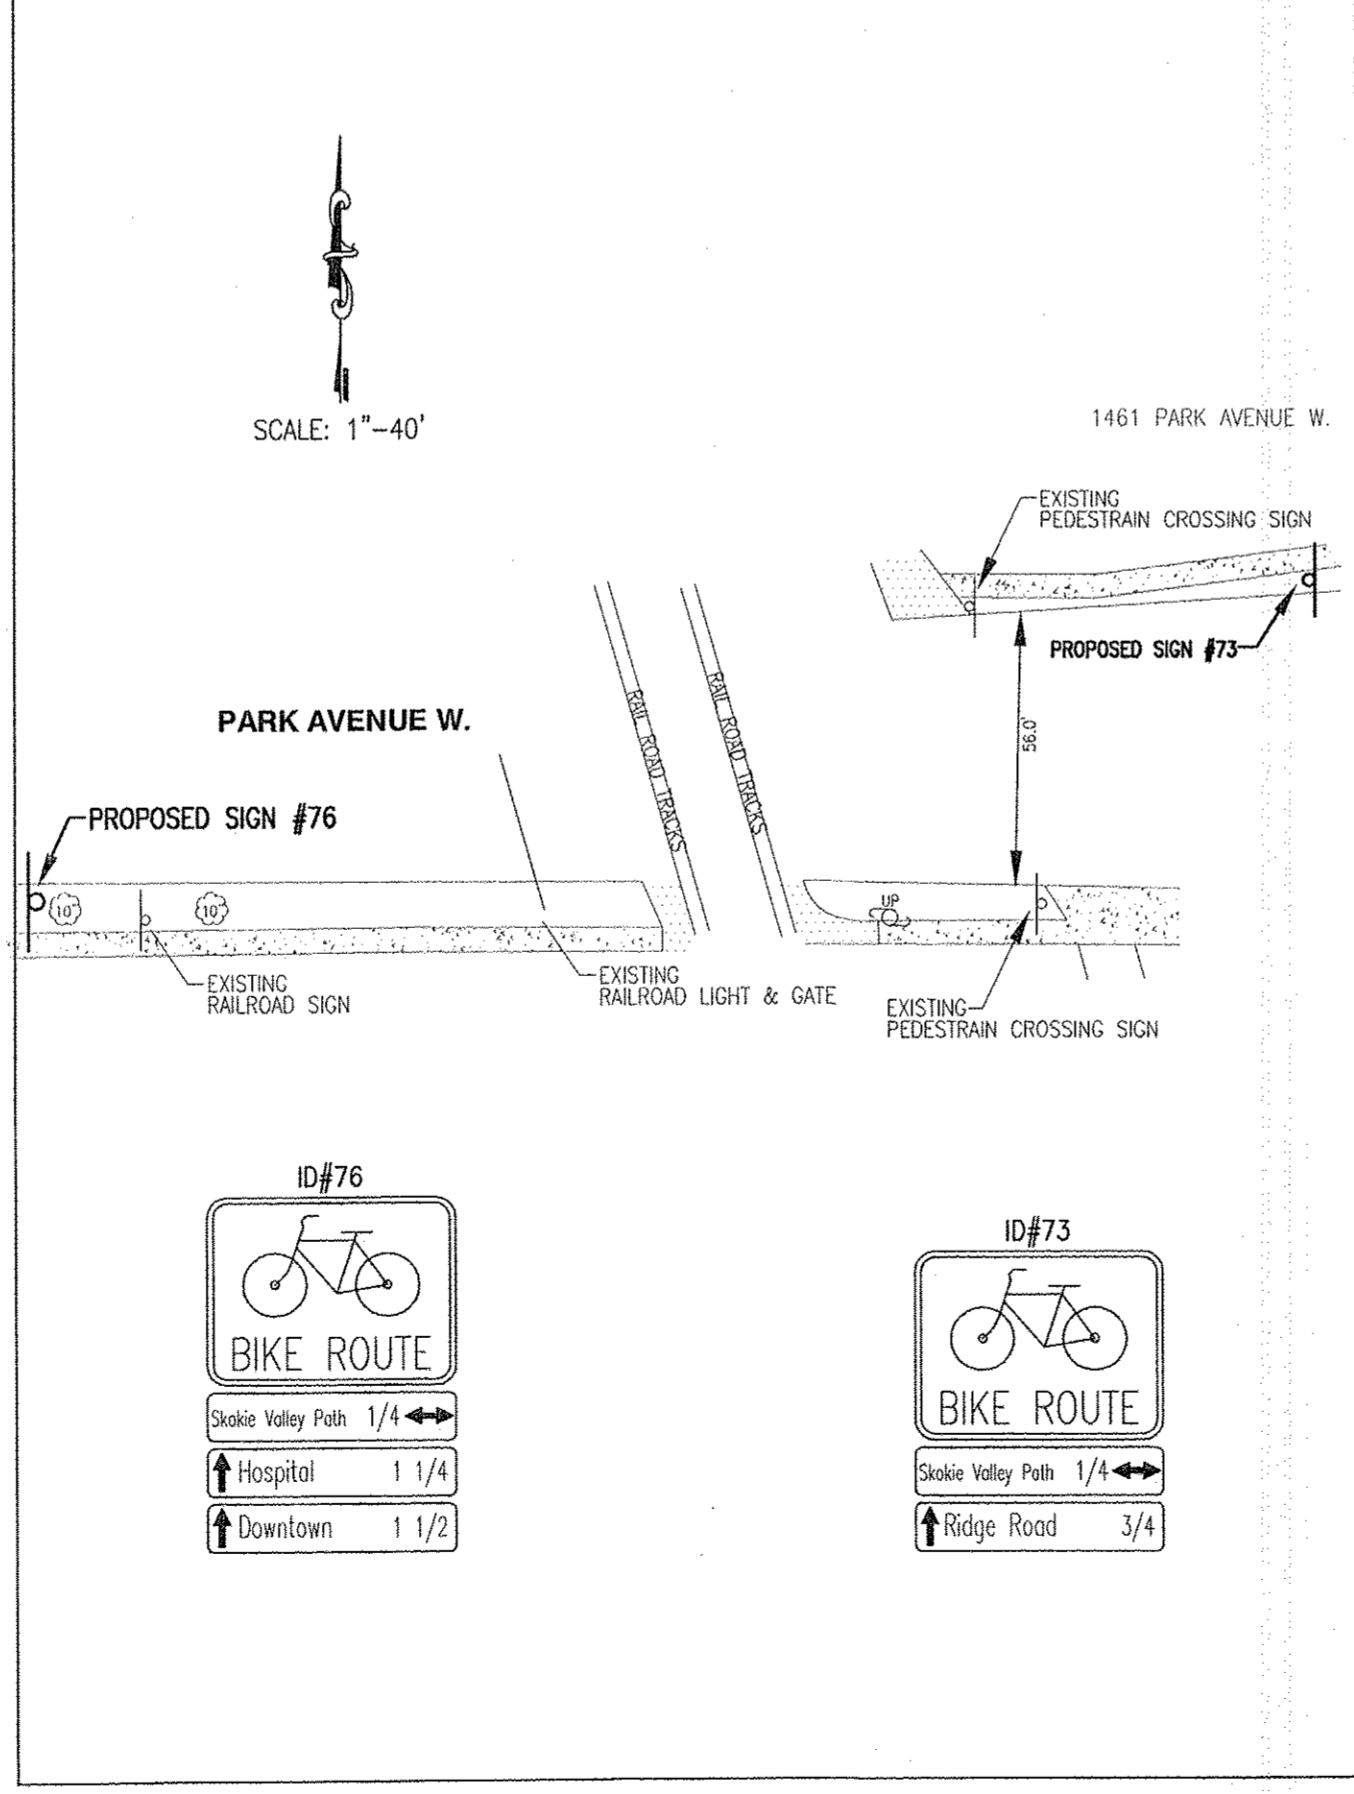 SCALE: 1"-40'
1461 PARK AVENUE W.
EXISTING
PEDESTRAIN CROSSING SIGN
PROPOSED SIGN #73
56.0'
RAIL ROAD TRACKS
RAIL ROAD TRACKS
PARK AVENUE W.
PROPOSED SIGN #76
10"
10"
UP
EXISTING
RAILROAD SIGN
EXISTING
RAILROAD LIGHT & GATE
EXISTING
PEDESTRAIN CROSSING SIGN
ID#76
BIKE ROUTE
Skokie Valley Path 1/4
Hospital 1 1/4
Downtown 1 1/2
ID#73
BIKE ROUTE
Skokie Valley Path 1/4
Ridge Road 3/4